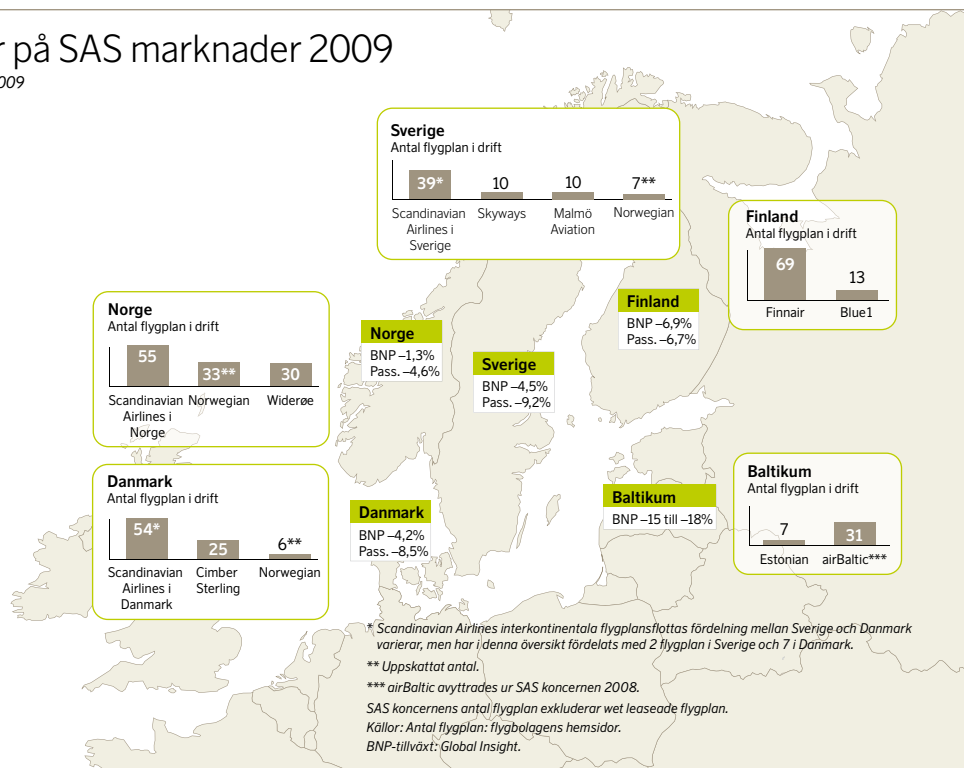 r på SAS marknader 2009
009
Sverige
Antal flygplan i drift
39* 10 10 7**
Scandinavian Airlines i Sverige
Skyways
Malmö Aviation
Norwegian
Finland
Antal flygplan i drift
69 13
Finnair Blue1
Norge
Antal flygplan i drift
55 33** 30
Scandinavian Airlines i Norge
Norwegian
Widerøe
Norge
BNP –1,3%
Pass. –4,6%
Sverige
BNP –4,5%
Pass. –9,2%
Finland
BNP –6,9%
Pass. –6,7%
Danmark
Antal flygplan i drift
54* 25 6**
Scandinavian Airlines i Danmark
Cimber Sterling
Norwegian
Danmark
BNP –4,2%
Pass. –8,5%
Baltikum
BNP –15 till –18%
Baltikum
Antal flygplan i drift
7 31
Estonian airBaltic***
* Scandinavian Airlines interkontinentala flygplansflottas fördelning mellan Sverige och Danmark
varierar, men har i denna översikt fördelats med 2 flygplan i Sverige och 7 i Danmark.
** Uppskattat antal.
*** airBaltic avyttrades ur SAS koncernen 2008.
SAS koncernens antal flygplan exkluderar wet leaseade flygplan.
Källor: Antal flygplan: flygbolagens hemsidor.
BNP-tillväxt: Global Insight.